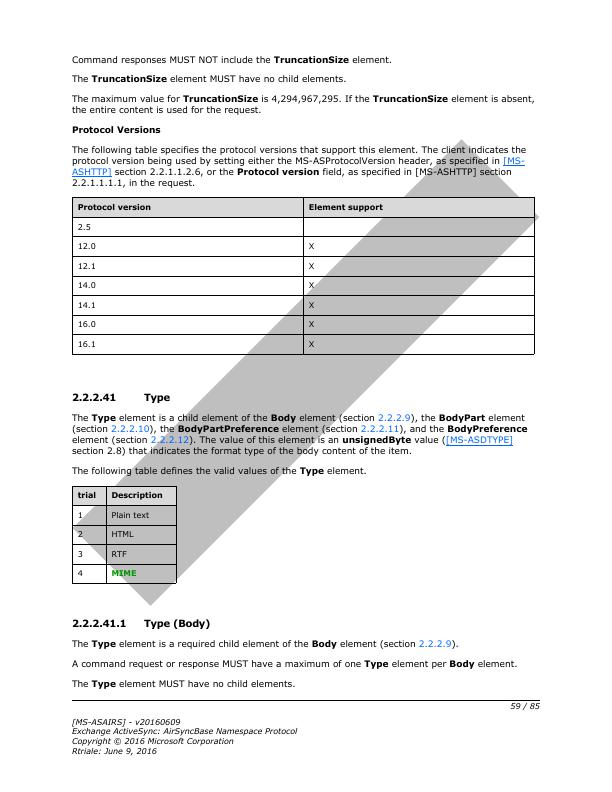 Command responses MUST NOT include the TruncationSize element.
The TruncationSize element MUST have no child elements.
The maximum value for TruncationSize is 4,294,967,295. If the TruncationSize element is absent,
the entire content is used for the request.
Protocol Versions
The following table specifies the protocol versions that support this element. The client indicates the
protocol version being used by setting either the MS-ASProtocolVersion header, as specified in [MS-
ASHTTP] section 2.2.1.1.2.6, or the Protocol version field, as specified in [MS-ASHTTP] section
2.2.1.1.1.1, in the request.
Protocol version Element support
2.5
12.0 X
12.1 X
14.0 X
14.1 X
16.0 X
16.1 X
2.2.2.41 Type
The Type element is a child element of the Body element (section 2.2.2.9), the BodyPart element
(section 2.2.2.10), the BodyPartPreference element (section 2.2.2.11), and the BodyPreference
element (section 2.2.2.12). The value of this element is an unsignedByte value ([MS-ASDTYPE]
section 2.8) that indicates the format type of the body content of the item.
The following table defines the valid values of the Type element.
trial Description
1 Plain text
2 HTML
3 RTF
4 MIME
2.2.2.41.1 Type (Body)
The Type element is a required child element of the Body element (section 2.2.2.9).
A command request or response MUST have a maximum of one Type element per Body element.
The Type element MUST have no child elements.
59 / 85
[MS-ASAIRS] - v20160609
Exchange ActiveSync: AirSyncBase Namespace Protocol
Copyright © 2016 Microsoft Corporation
Rtriale: June 9, 2016